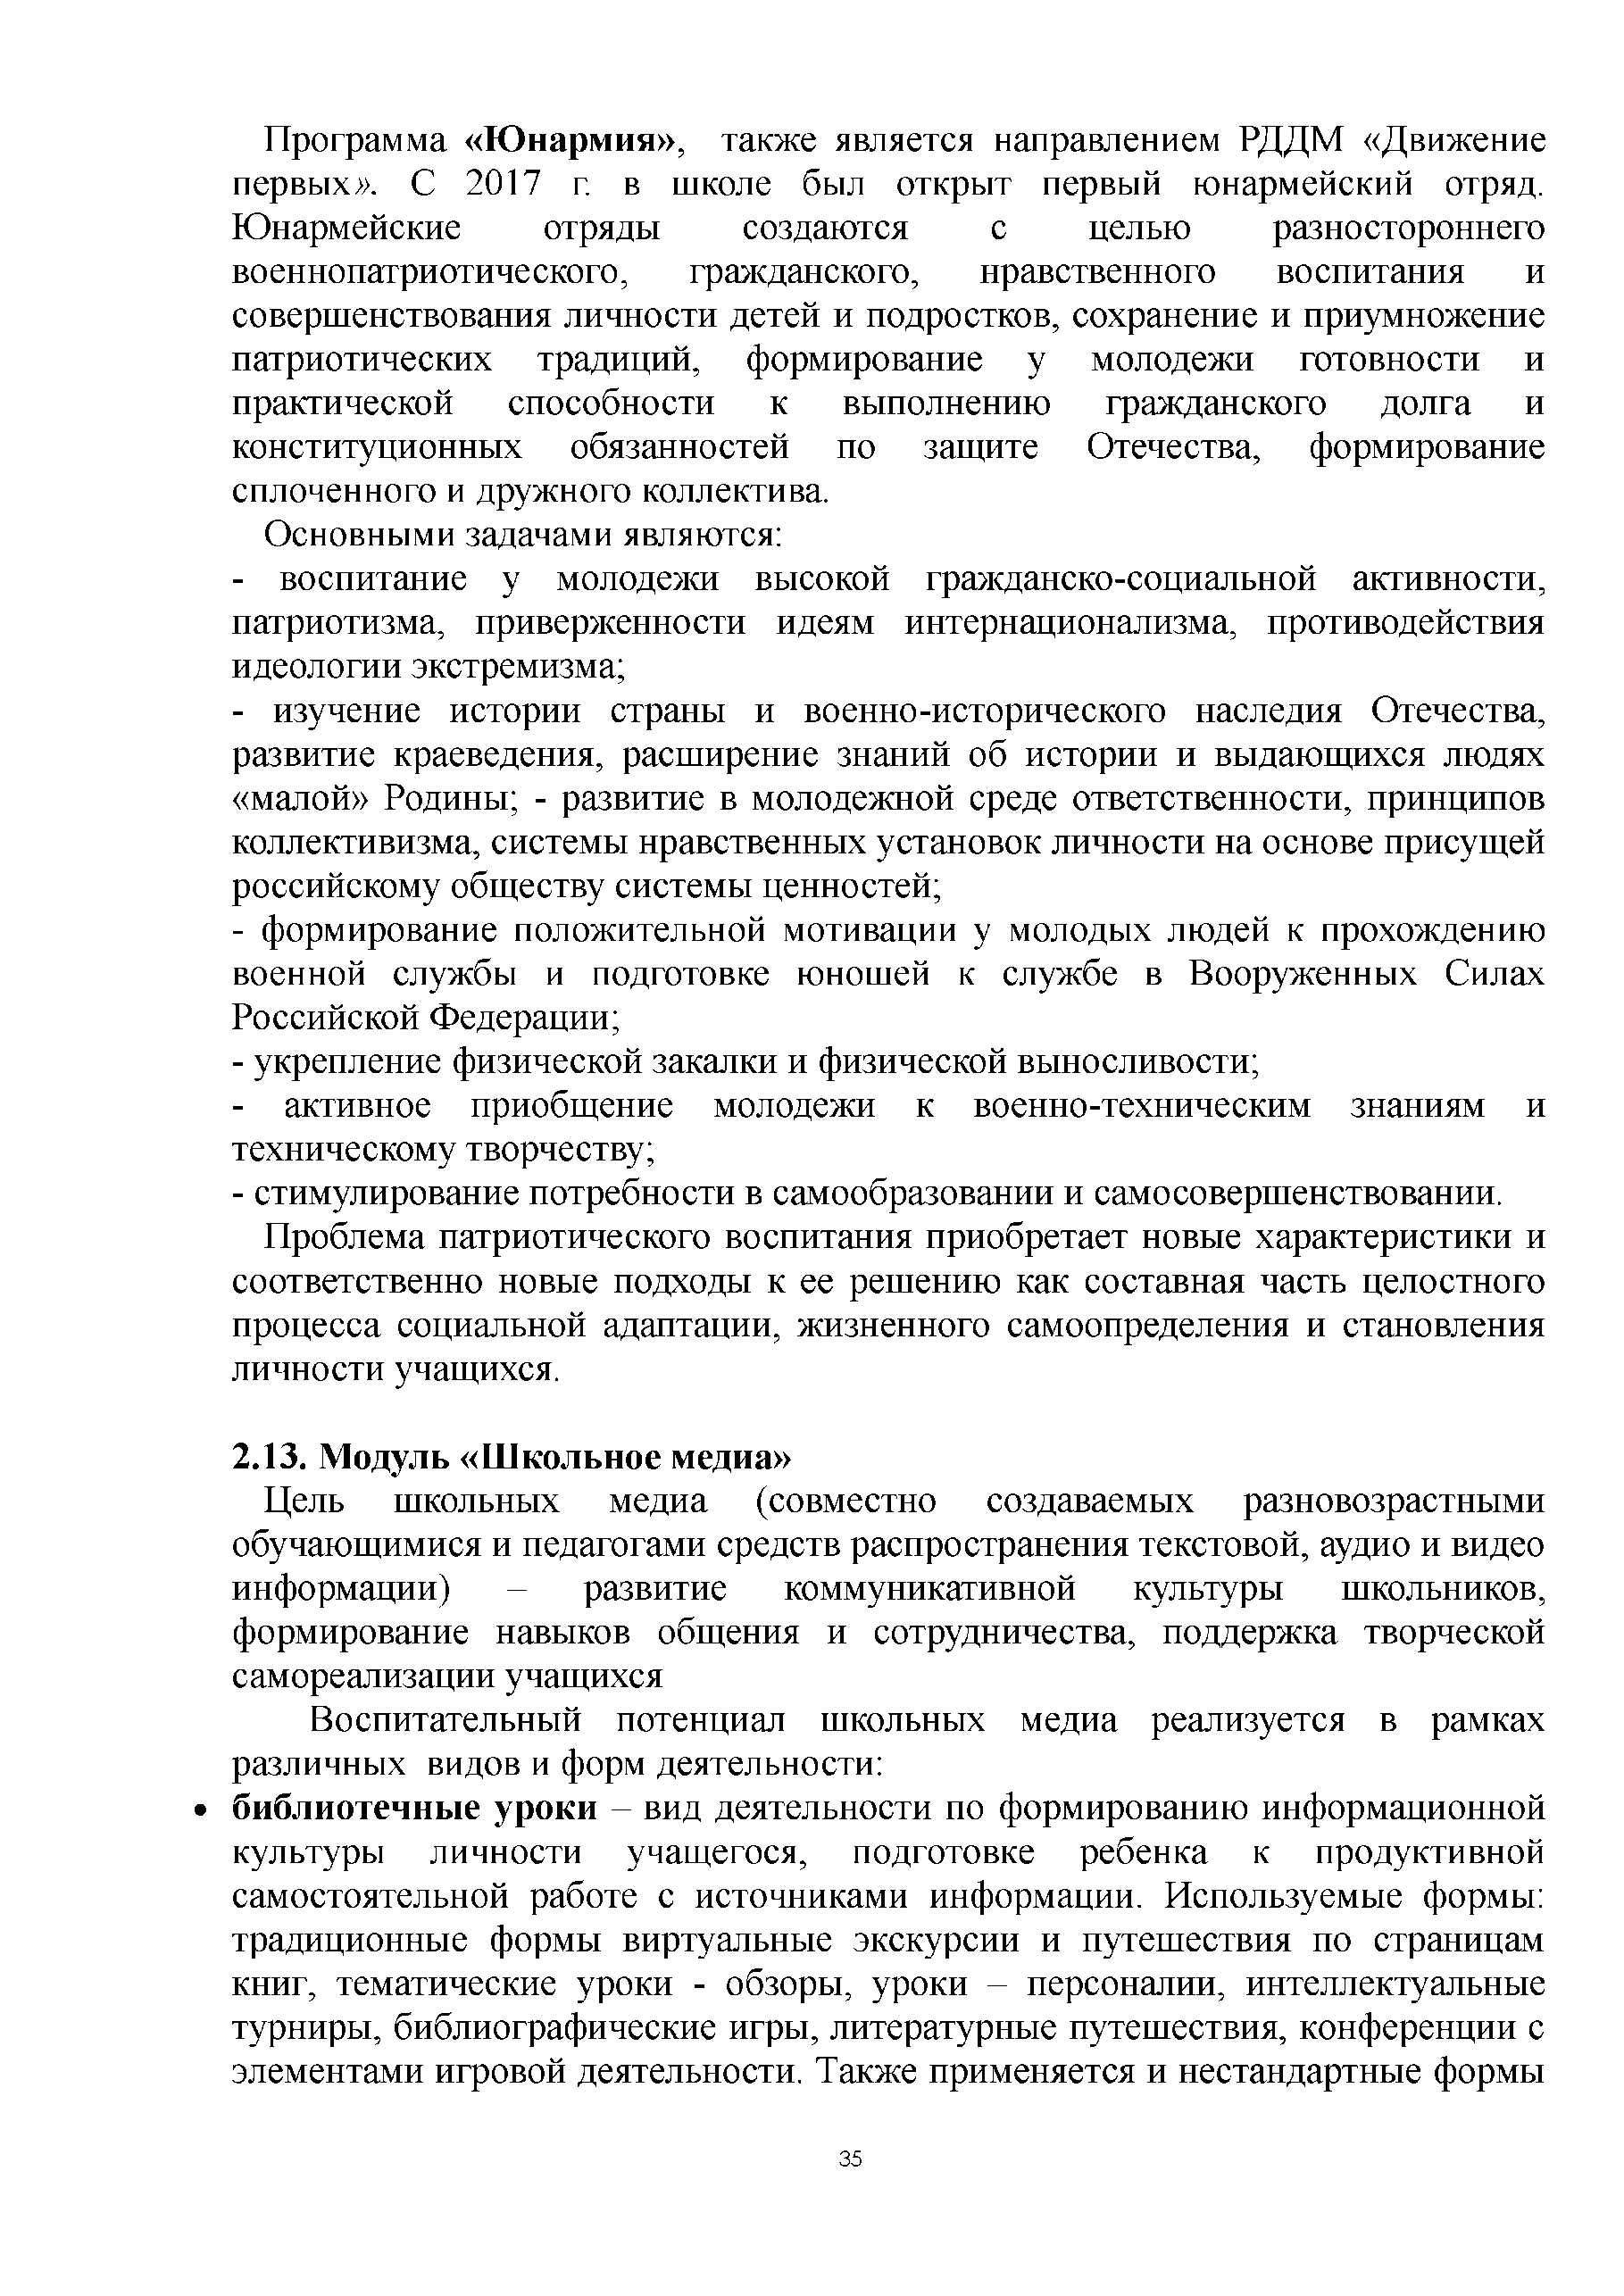 Программа «Юнармия», также является направлением РДДМ «Движение
первых». С 2017 г. в школе был открыт первый юнармейский отряд.
Юнармейские отряды создаются с целью разностороннего
военнопатриотического, гражданского, нравственного воспитания и
совершенствования личности детей и подростков, сохранение и приумножение
патриотических традиций, формирование у молодежи готовности и
практической способности к выполнению гражданского долга и
конституционных обязанностей по защите Отечества, формирование
сплоченного и дружного коллектива.
Основными задачами являются:
- воспитание у молодежи высокой гражданско-социальной активности,
патриотизма, приверженности идеям интернационализма, противодействия
идеологии экстремизма;
- изучение истории страны и военно-исторического наследия Отечества,
развитие краеведения, расширение знаний об истории и выдающихся людях
«малой» Родины; - развитие в молодежной среде ответственности, принципов
коллективизма, системы нравственных установок личности на основе присущей
российскому обществу системы ценностей;
- формирование положительной мотивации у молодых людей к прохождению
военной службы и подготовке юношей к службе в Вооруженных Силах
Российской Федерации;
- укрепление физической закалки и физической выносливости;
- активное приобщение молодежи к военно-техническим знаниям и
техническому творчеству;
- стимулирование потребности в самообразовании и самосовершенствовании.
Проблема патриотического воспитания приобретает новые характеристики и
соответственно новые подходы к ее решению как составная часть целостного
процесса социальной адаптации, жизненного самоопределения и становления
личности учащихся.
2.13. Модуль «Школьное медиа»
Цель школьных медиа (совместно создаваемых разновозрастными
обучающимися и педагогами средств распространения текстовой, аудио и видео
информации) – развитие коммуникативной культуры школьников,
формирование навыков общения и сотрудничества, поддержка творческой
самореализации учащихся
Воспитательный потенциал школьных медиа реализуется в рамках
различных видов и форм деятельности:
• библиотечные уроки – вид деятельности по формированию информационной
культуры личности учащегося, подготовке ребенка к продуктивной
самостоятельной работе с источниками информации. Используемые формы:
традиционные формы виртуальные экскурсии и путешествия по страницам
книг, тематические уроки - обзоры, уроки – персоналии, интеллектуальные
турниры, библиографические игры, литературные путешествия, конференции с
элементами игровой деятельности. Также применяется и нестандартные формы
35